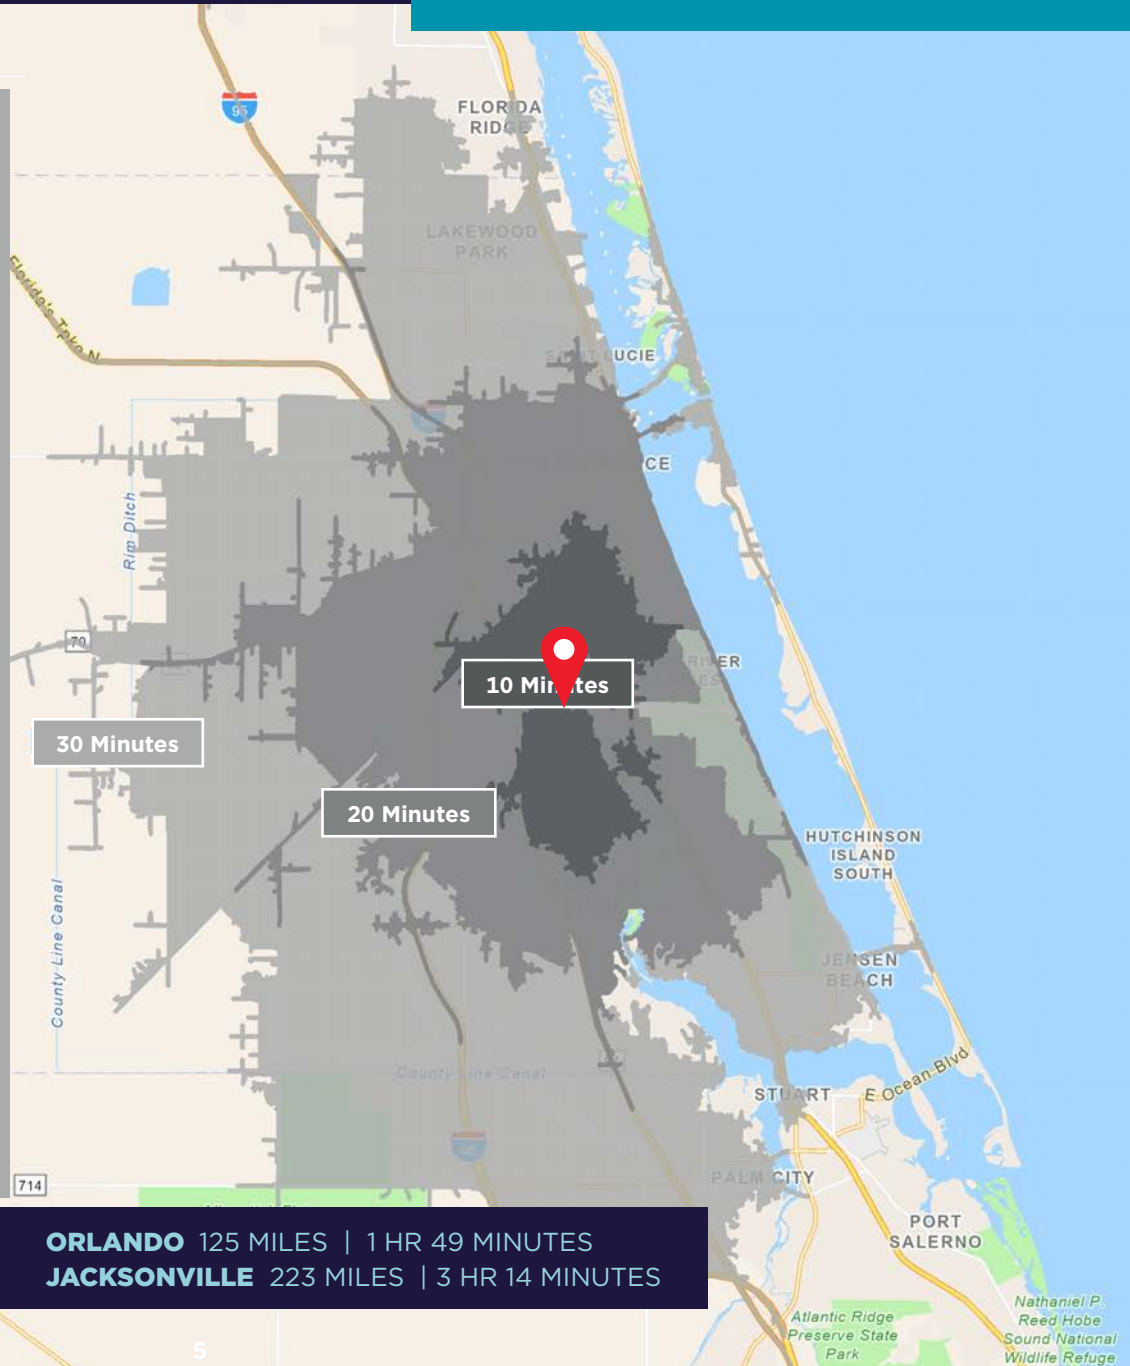 FLORIDA
RIDGE
95
LAKEWOOD
PARK
Florida's Tpke N
LUCIE
CE
Rim Ditch
70
RIVER
10 Minutes
30 Minutes
20 Minutes
HUTCHINSON
ISLAND
SOUTH
County Line Canal
JENSEN
BEACH
County Line Canal
E Ocean Blvd
STUART
95
PALM CITY
714
PORT
SALERNO
ORLANDO 125 MILES | 1 HR 49 MINUTES
JACKSONVILLE 223 MILES | 3 HR 14 MINUTES
Nathaniel P.
Reed Hobe
Sound National
Wildlife Refuge
Atlantic Ridge
Preserve State
Park
5